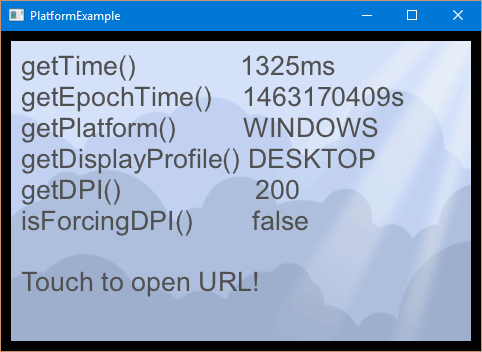 PlatformExample
getTime() 1325ms
getEpochTime() 1463170409s
getPlatform() WINDOWS
getDisplayProfile() DESKTOP
getDPI() 200
isForcingDPI() false
Touch to open URL!